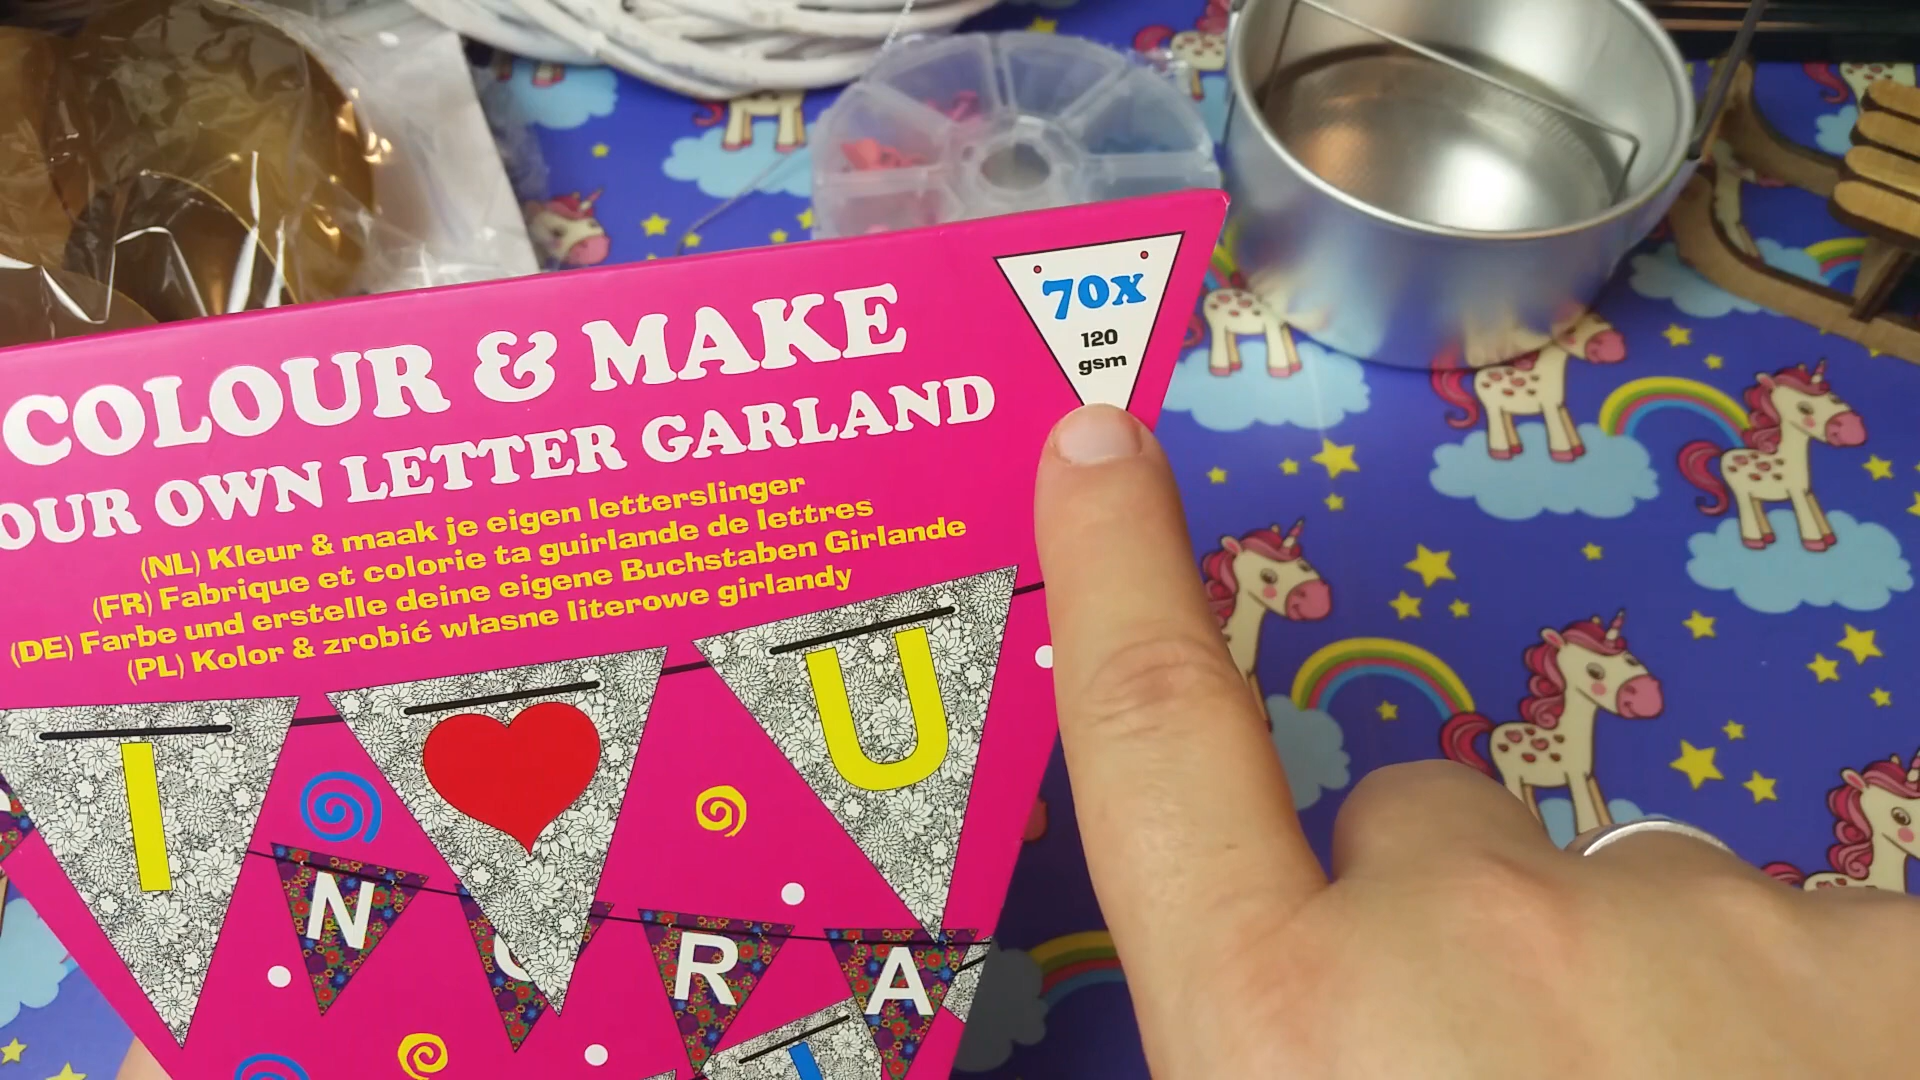 COLOUR & MAKE
OUR OWN LETTER GARLAND
70x
120
gsm
(NL) Kleur & maak je eigen letterslinger
(FR) Fabrique et colorie ta guirlande de lettres
(DE) Farbe und erstelle deine eigene Buchstaben Girlande
(PL) Kolor & zrobić własne literowe girlandy
I U
N R A